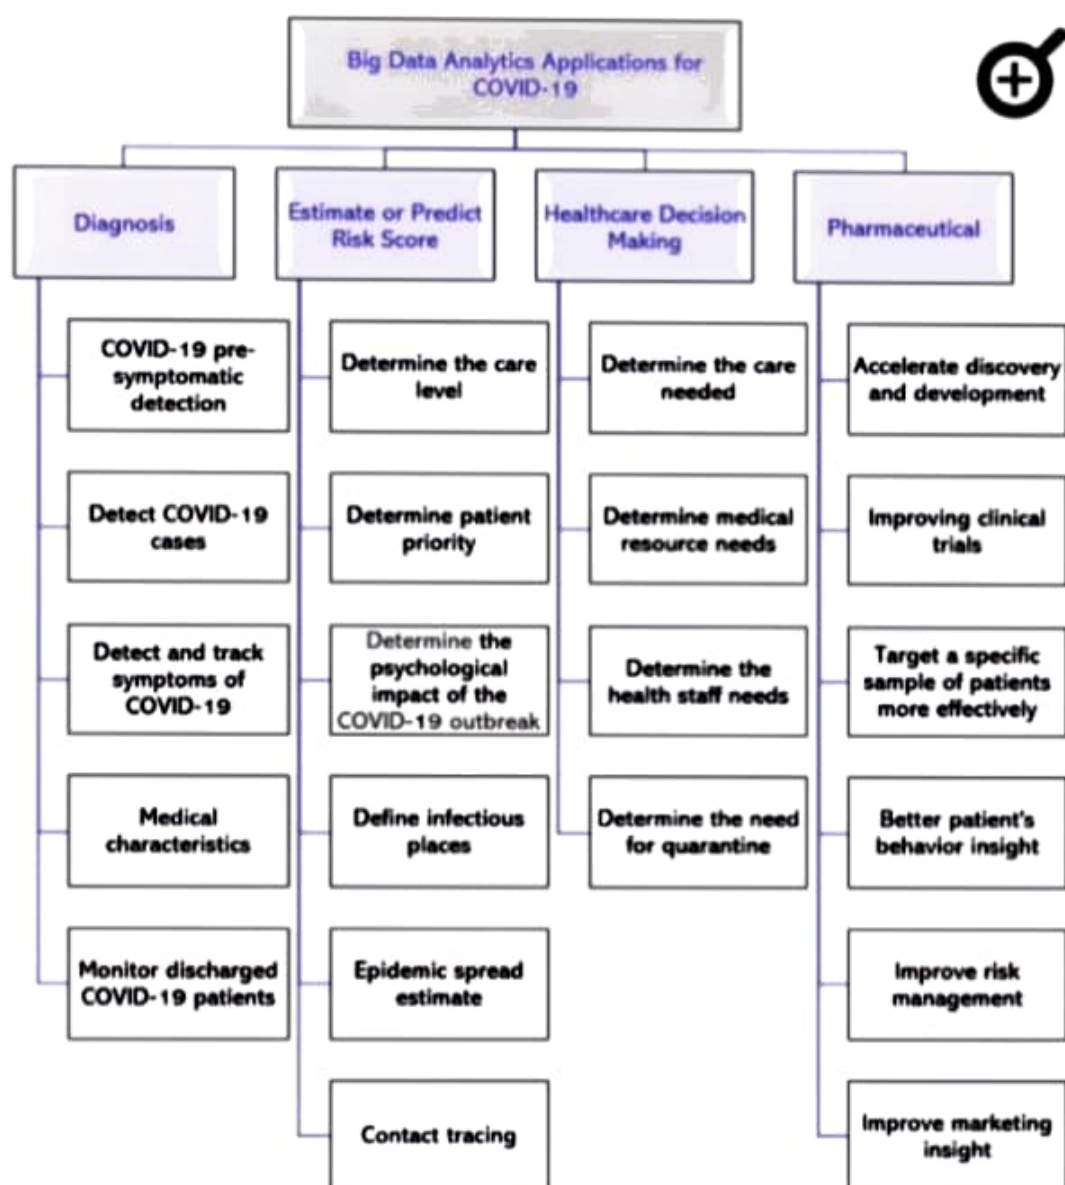 Big Data Analytics Applications for
COVID-19
Diagnosis
Estimate or Predict
Risk Score
Healthcare Decision
Making
Pharmaceutical
COVID-19 pre-
symptomatic
detection
Detect COVID-19
cases
Detect and track
symptoms of
COVID-19
Medical
characteristics
Monitor discharged
COVID-19 patients
Determine the care
level
Determine patient
priority
Determine the
psychological
impact of the
COVID-19 outbreak
Define infectious
places
Epidemic spread
estimate
Contact tracing
Determine the care
needed
Determine medical
resource needs
Determine the
health staff needs
Determine the need
for quarantine
Accelerate discovery
and development
Improving clinical
trials
Target a specific
sample of patients
more effectively
Better patient's
behavior insight
Improve risk
management
Improve marketing
insight